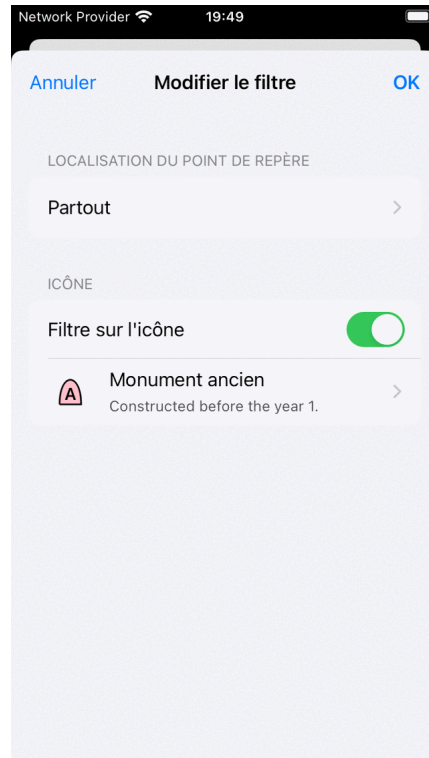 Network Provider 19:49
Annuler Modifier le filtre OK
LOCALISATION DU POINT DE REPÈRE
Partout
ICÔNE
Filtre sur l'icône
Monument ancien
A
Constructed before the year 1.